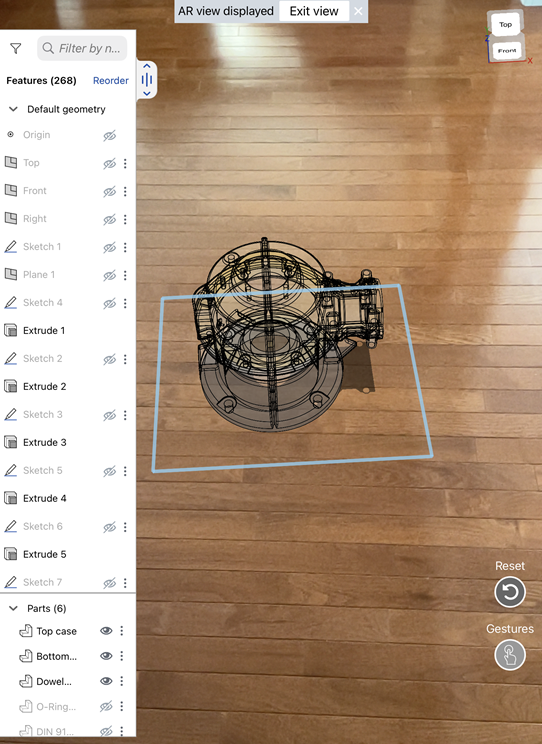 AR view displayed Exit view
Top
Front
Z
X
Filter by n...
Features (268) Reorder
Default geometry
Origin
Top
Front
Right
Sketch 1
Plane 1
Sketch 4
Extrude 1
Sketch 2
Extrude 2
Sketch 3
Extrude 3
Sketch 5
Extrude 4
Sketch 6
Extrude 5
Sketch 7
Parts (6)
Top case
Bottom...
Dowel...
O-Ring...
DIN 91...
Reset
Gestures